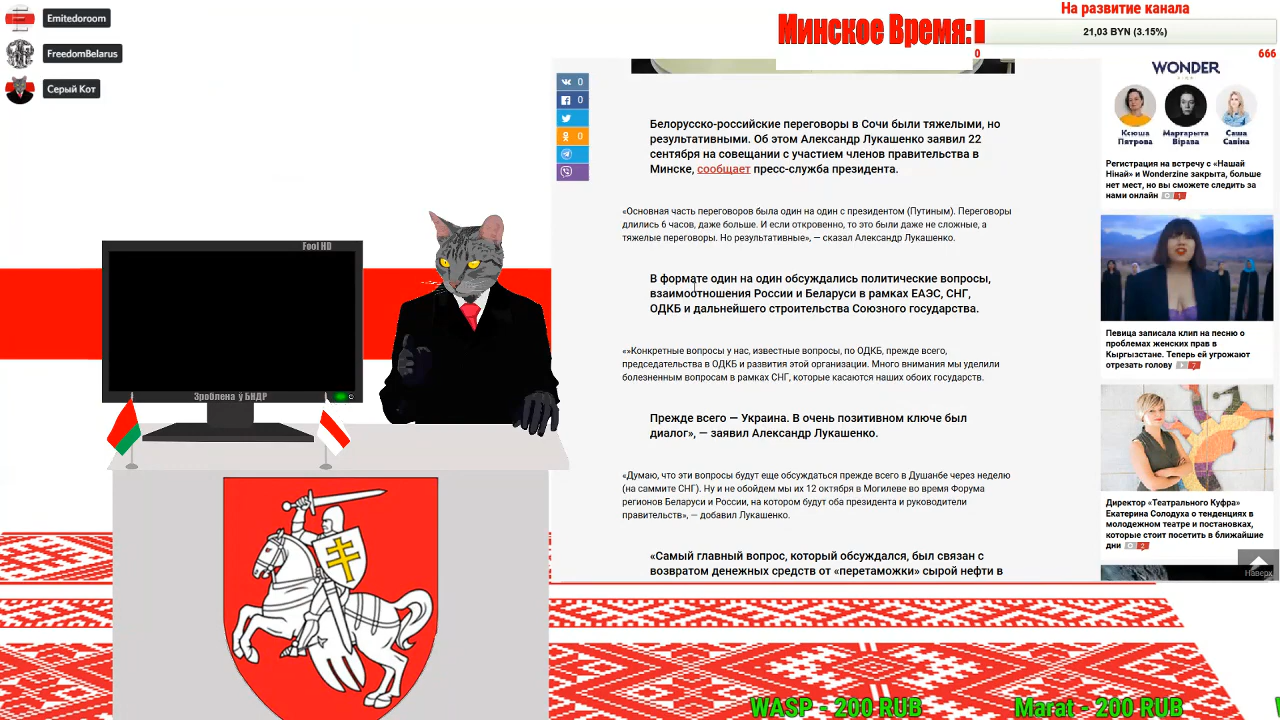 Emitedoroom
FreedomBelarus
Серый Кот
Минское Время:
На развитие канала
21,03 BYN (3.15%)
0
666
0
0
0
Белорусско-российские переговоры в Сочи были тяжелыми, но
результативными. Об этом Александр Лукашенко заявил 22
сентября на совещании с участием членов правительства в
Минске, сообщает пресс-служба президента.
«Основная часть переговоров была один на один с президентом (Путиным). Переговоры
длились 6 часов, даже больше. И если откровенно, то это были даже не сложные, а
тяжелые переговоры. Но результативные», — сказал Александр Лукашенко.
В формате один на один обсуждались политические вопросы,
взаимоотношения России и Беларуси в рамках ЕАЭС, СНГ,
ОДКБ и дальнейшего строительства Союзного государства.
«»Конкретные вопросы у нас, известные вопросы, по ОДКБ, прежде всего,
председательства в ОДКБ и развития этой организации. Много внимания мы уделили
болезненным вопросам в рамках СНГ, которые касаются наших обоих государств.
Прежде всего — Украина. В очень позитивном ключе был
диалог», — заявил Александр Лукашенко.
«Думаю, что эти вопросы будут еще обсуждаться прежде всего в Душанбе через неделю
(на саммите СНГ). Ну и не обойдем мы их 12 октября в Могилеве во время Форума
регионов Беларуси и России, на котором будут оба президента и руководители
правительств», — добавил Лукашенко.
«Самый главный вопрос, который обсуждался, был связан с
возвратом денежных средств от «перетаможки» сырой нефти в
WONDER
Ксюша
Пятрова
Маргарыта
Вірава
Саша
Савіна
Регистрация на встречу с «Нашай
Нінай» и Wonderzine закрыта, больше
нет мест, но вы сможете следить за
нами онлайн 1
Певица записала клип на песню о
проблемах женских прав в
Кыргызстане. Теперь ей угрожают
отрезать голову 7
Директор «Театрального Куфра»
Екатерина Солодуха о тенденциях в
молодежном театре и постановках,
которые стоит посетить в ближайшие
дни 2
Наверх
Fool HD
Зроблена ў БНДР
WASP - 200 RUB
Marat - 200 RUB